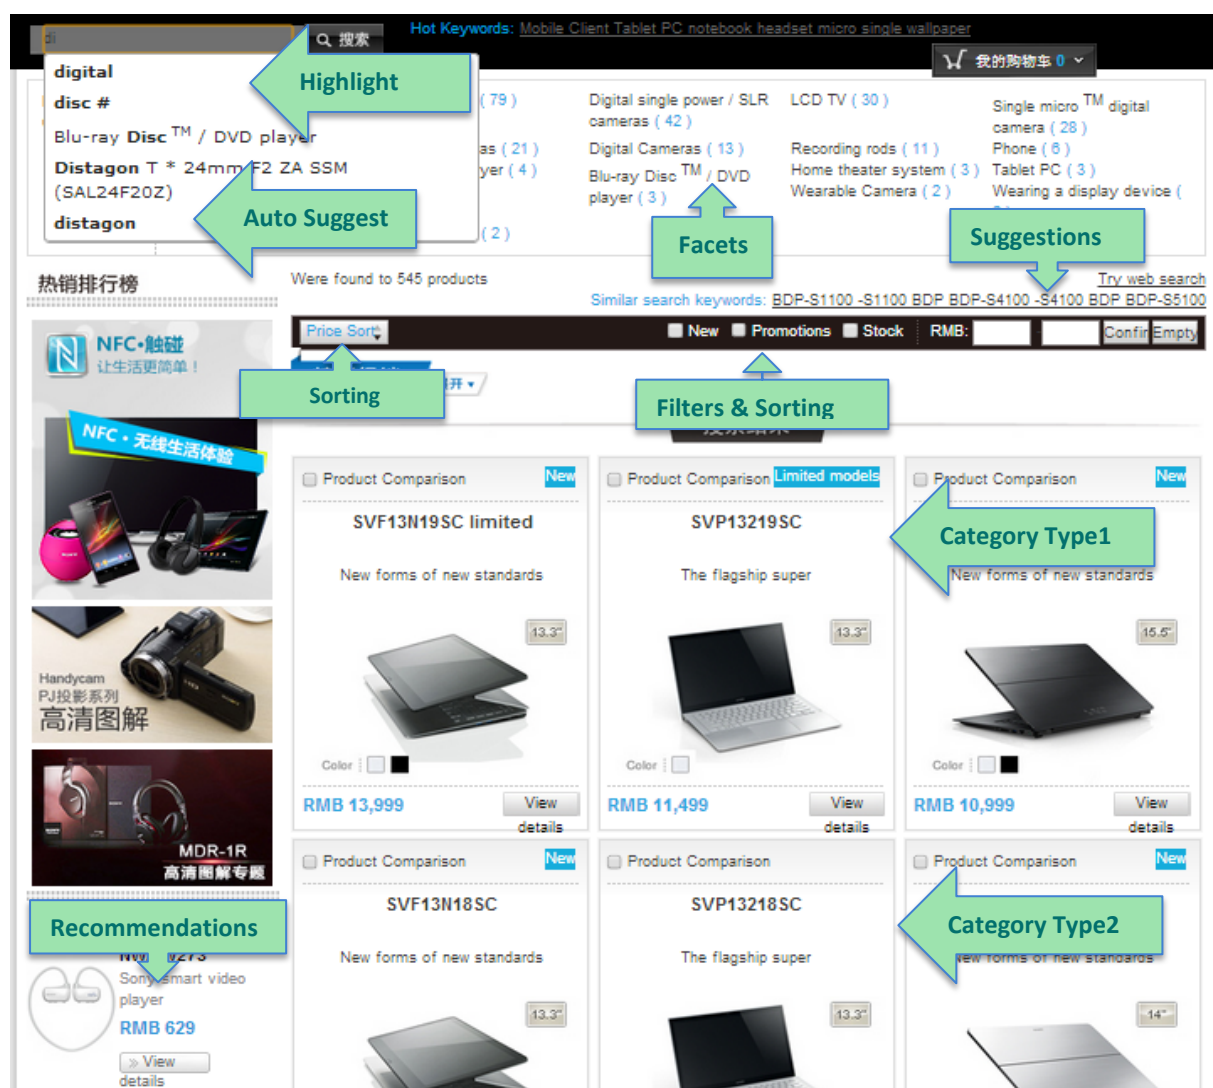 di
搜索
Hot Keywords: Mobile Client Tablet PC notebook headset micro single wallpaper
我的购物车 0
digital
disc #
Blu-ray Disc ™ / DVD player
Distagon T * 24mm F2 ZA SSM
(SAL24F20Z)
distagon
Highlight
Auto Suggest
( 79 )
as ( 21 )
yer ( 4 )
( 2 )
Digital single power / SLR
cameras ( 42 )
Digital Cameras ( 13 )
Blu-ray Disc ™ / DVD
player ( 3 )
LCD TV ( 30 )
Recording rods ( 11 )
Home theater system ( 3 )
Wearable Camera ( 2 )
Single micro ™ digital
camera ( 28 )
Phone ( 6 )
Tablet PC ( 3 )
Wearing a display device (
Facets
Suggestions
热销排行榜
Were found to 545 products
Try web search
Similar search keywords: BDP-S1100 -S1100 BDP BDP-S4100 -S4100 BDP BDP-S5100
Price Sort
New
Promotions
Stock
RMB:
-
Confir
Empty
开
Sorting
Filters & Sorting
搜索结果
NFC•触碰
让生活更简单！
NFC • 无线生活体验
Handycam
PJ投影系列
高清图解
MDR-1R
高清图解专题
Product Comparison
New
SVF13N19SC limited
New forms of new standards
13.3"
Color
RMB 13,999
View
details
Product Comparison
Limited models
SVP13219SC
The flagship super
13.3"
Color
RMB 11,499
View
details
Product Comparison
New
Category Type1
New forms of new standards
15.5"
Color
RMB 10,999
View
details
Product Comparison
New
SVF13N18SC
New forms of new standards
13.3"
Product Comparison
SVP13218SC
The flagship super
13.3"
Product Comparison
New
Category Type2
New forms of new standards
14"
Recommendations
Sony smart video
player
RMB 629
» View
details